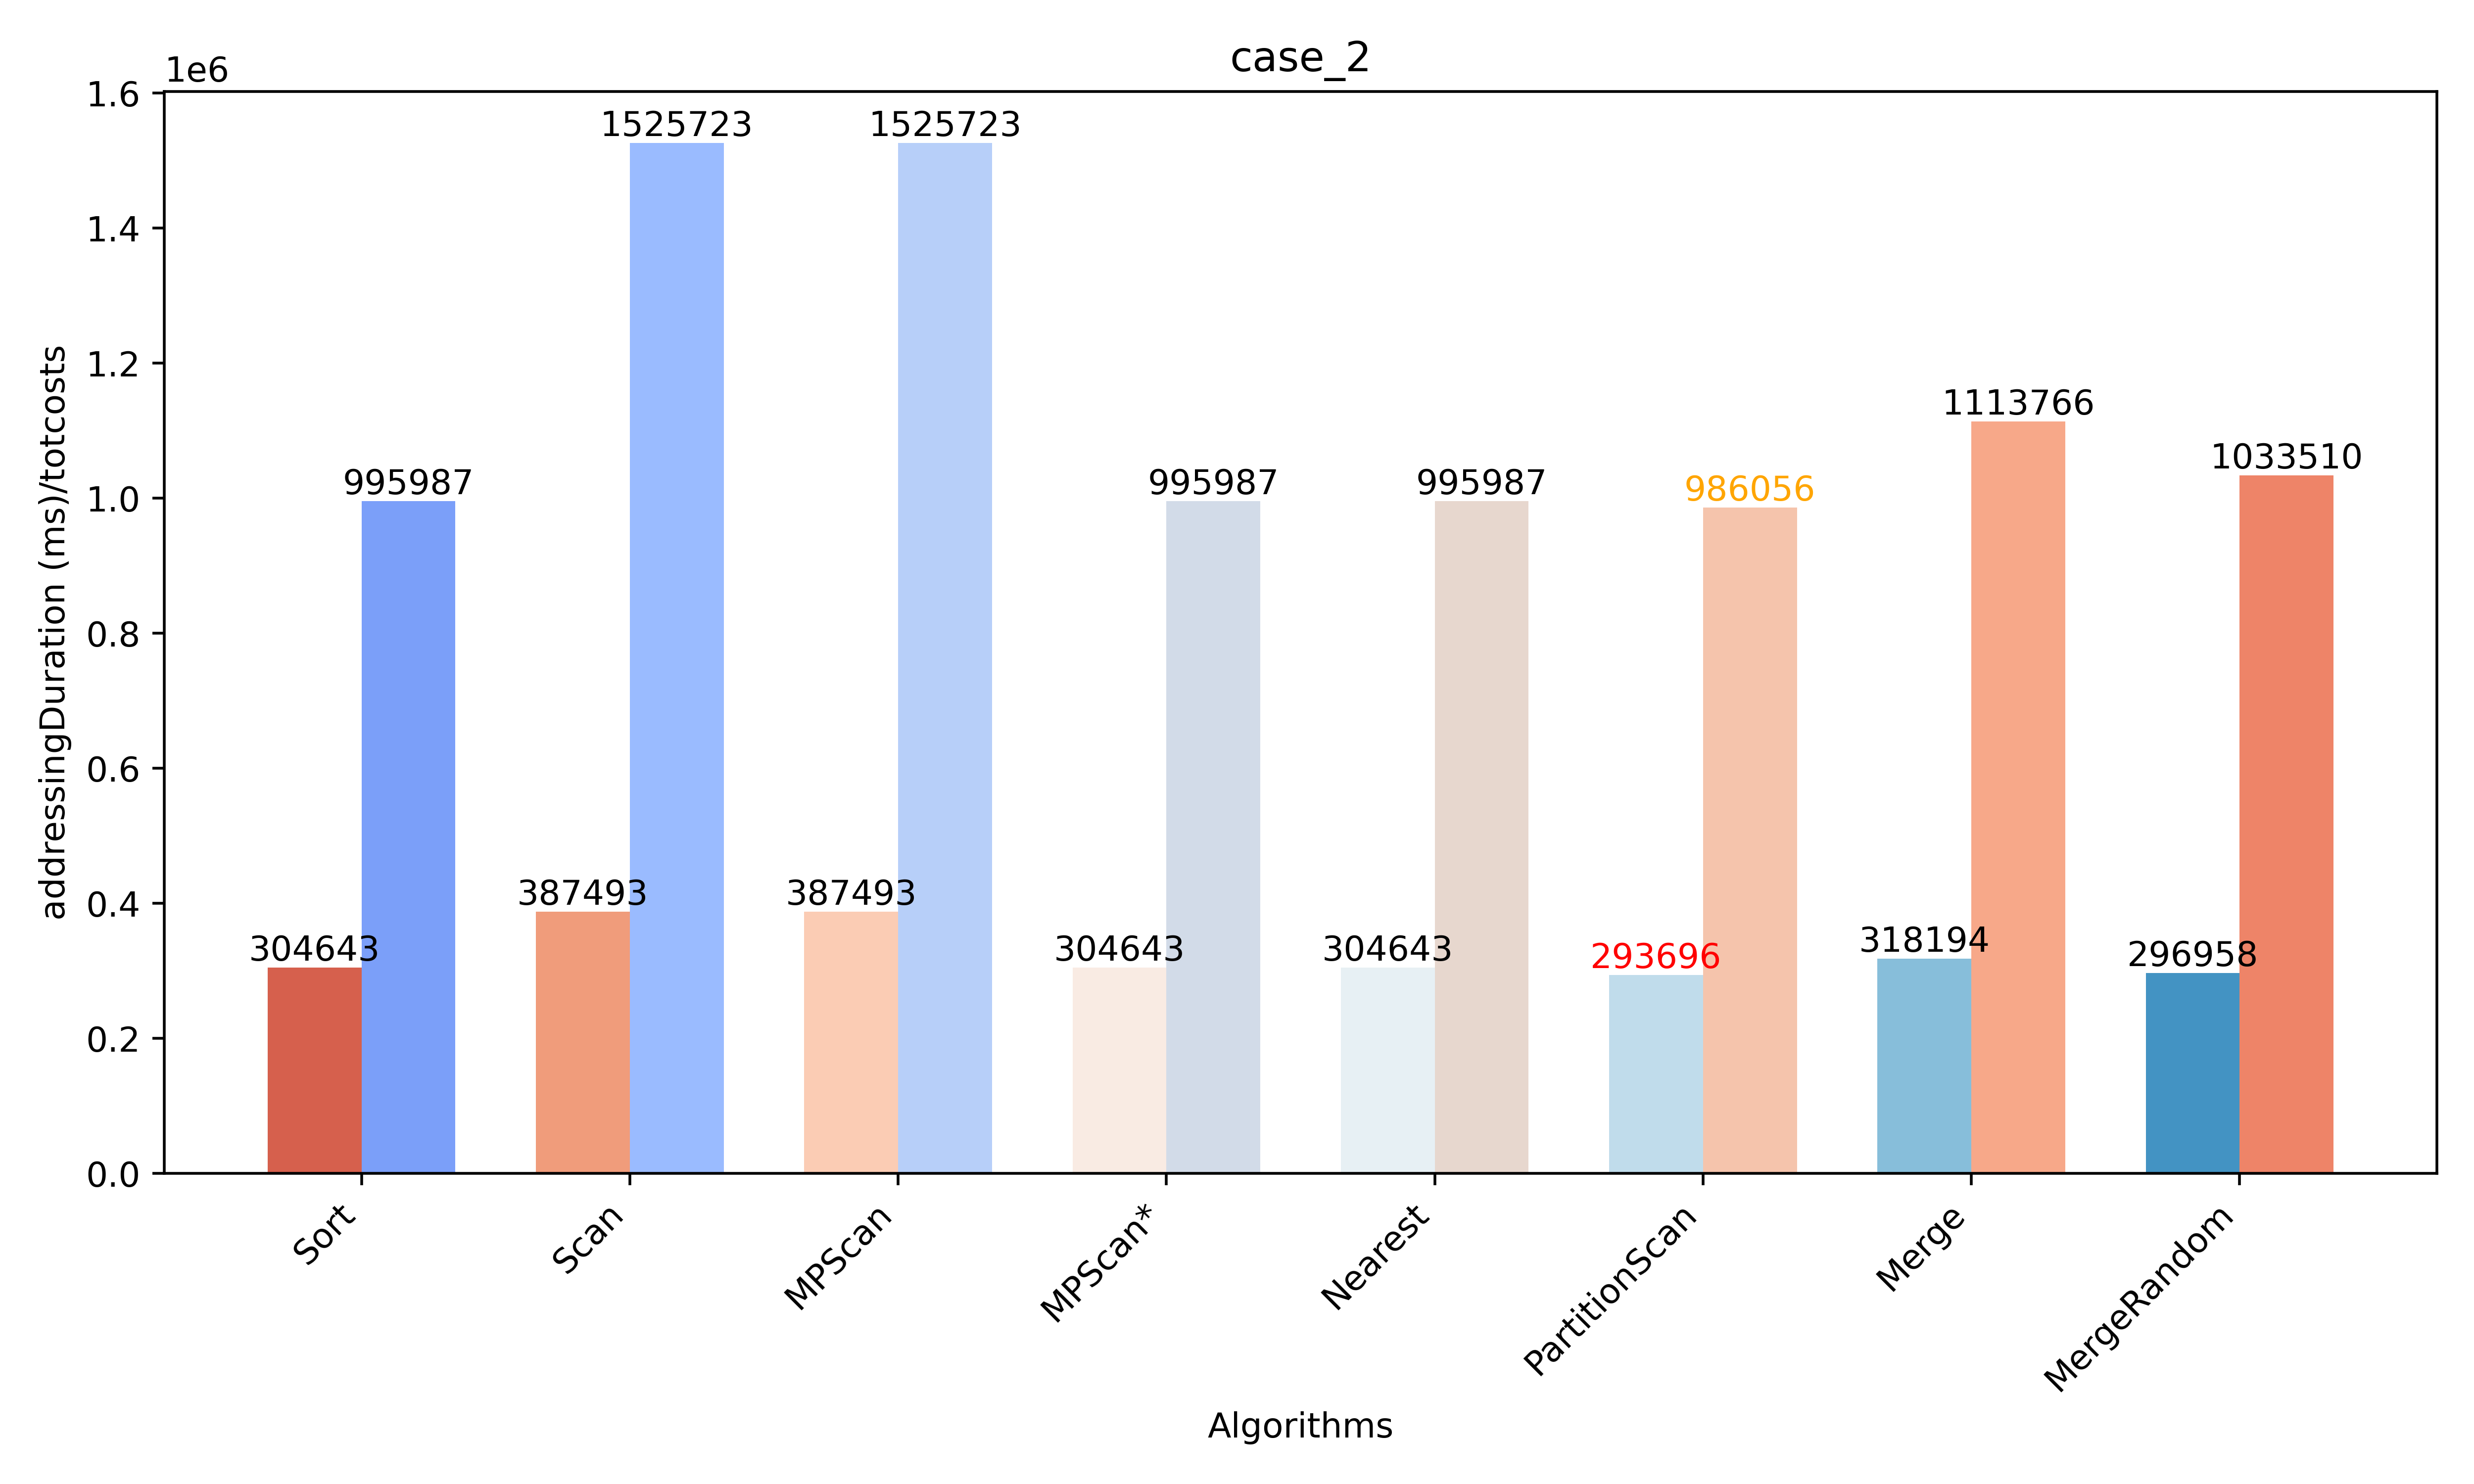 case_2
1e6
1.6
1.4
1.2
1.0
0.8
0.6
0.4
0.2
0.0
addressingDuration (ms)/totcosts
304643
995987
387493
1525723
387493
1525723
304643
995987
304643
995987
293696
986056
318194
1113766
296958
1033510
Sort
Scan
MPScan
MPScan*
Nearest
PartitionScan
Merge
MergeRandom
Algorithms